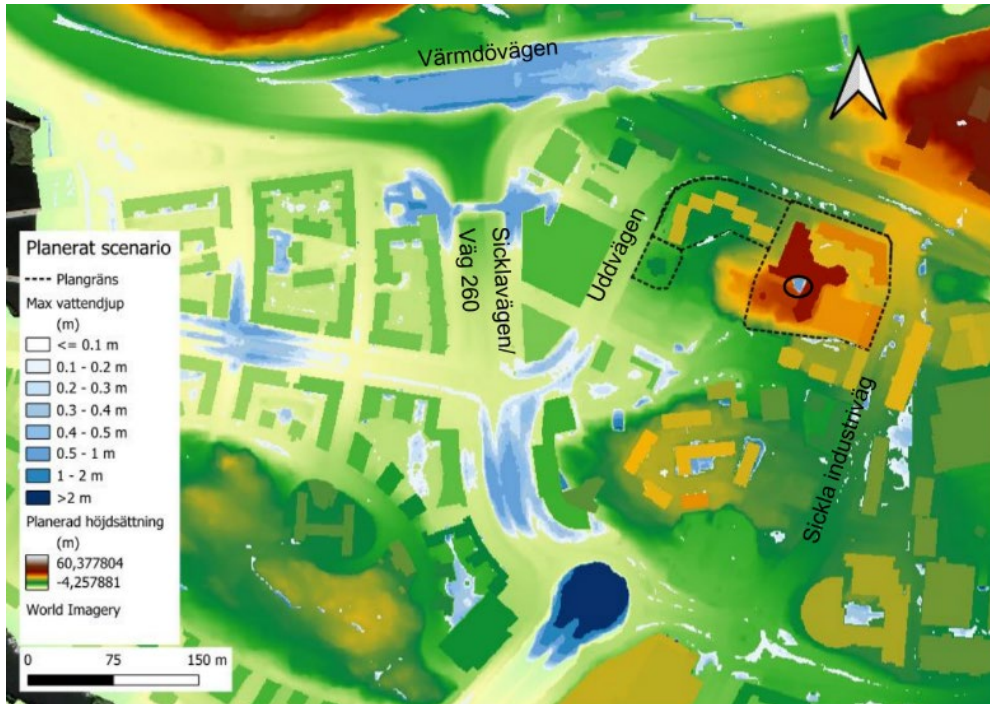 Värmdövägen
Uddvägen
Sicklavägen/
Väg 260
Sickla industriväg
Planerat scenario
Plangräns
Max vattendjup
(m)
<= 0.1 m
0.1 - 0.2 m
0.2 - 0.3 m
0.3 - 0.4 m
0.4 - 0.5 m
0.5 - 1 m
1 - 2 m
>2 m
Planerad höjdsättning
(m)
60,377804
-4,257881
World Imagery
0 75 150 m